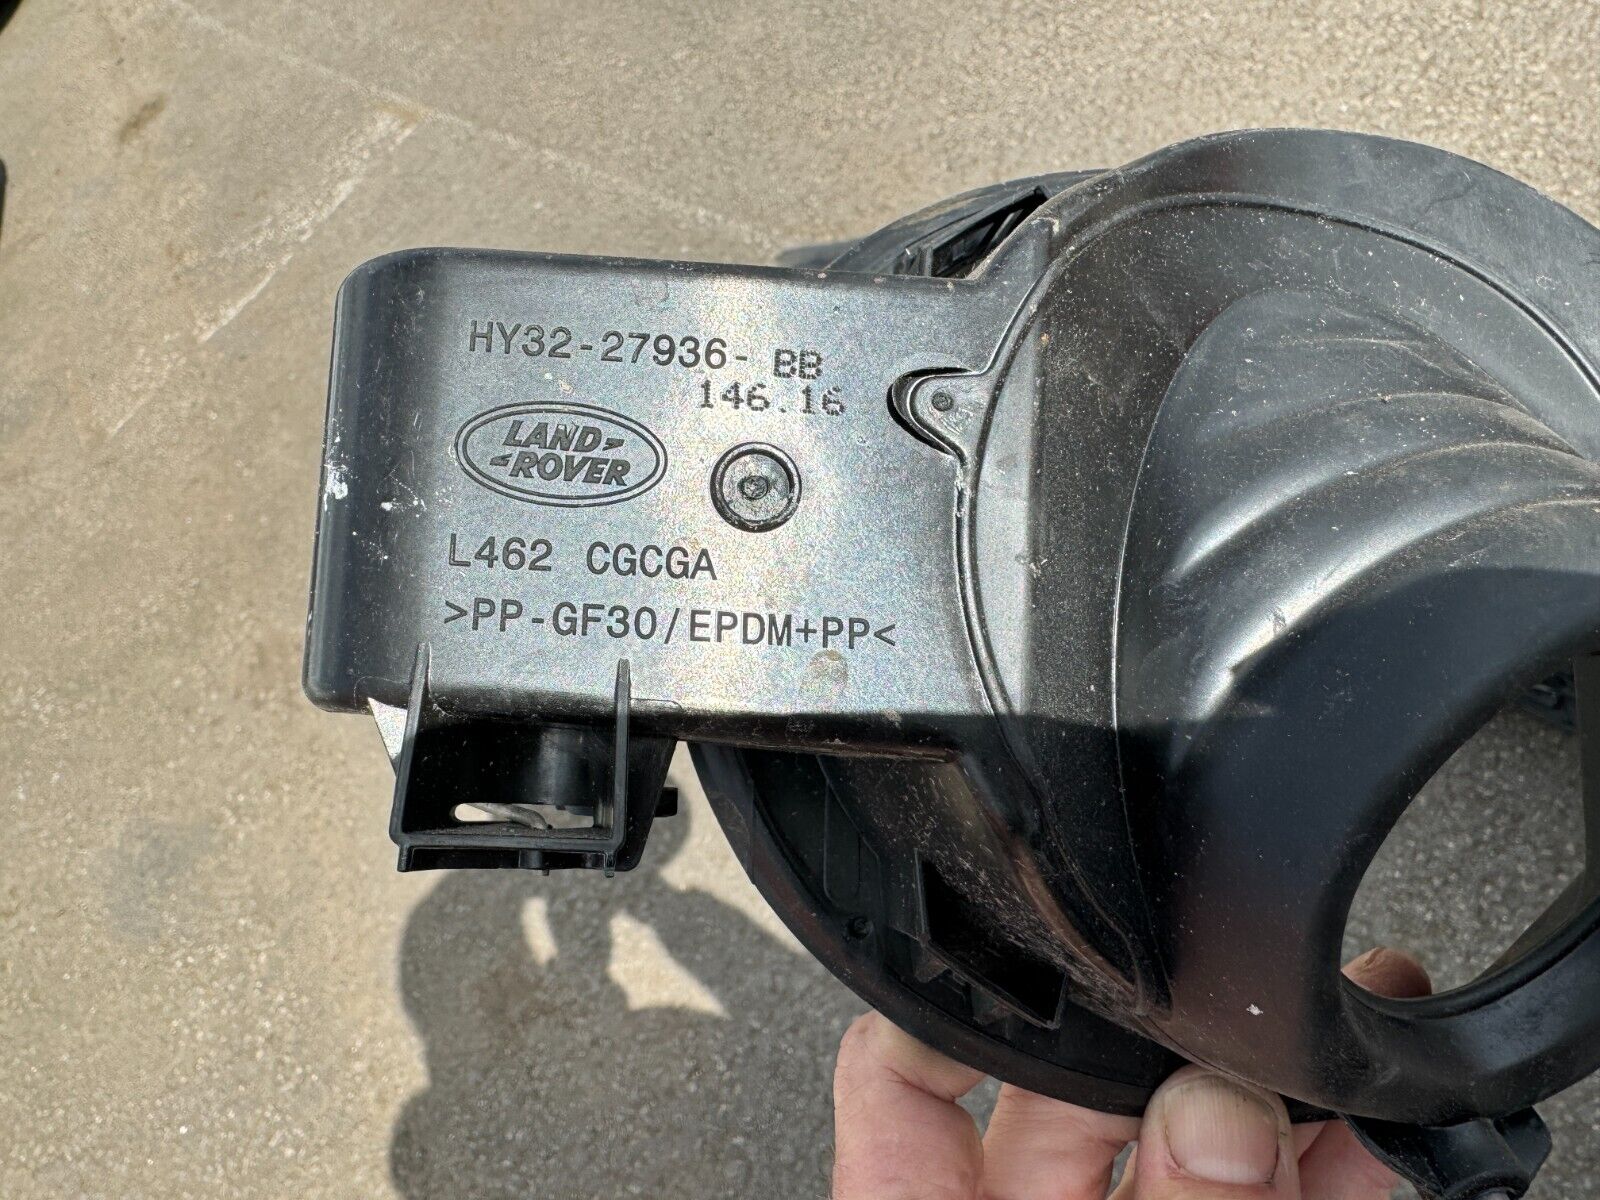 HY32-27936- BB
146.16
LAND
ROVER
L462 CGCGA
>PP-GF30/EPDM+PP<